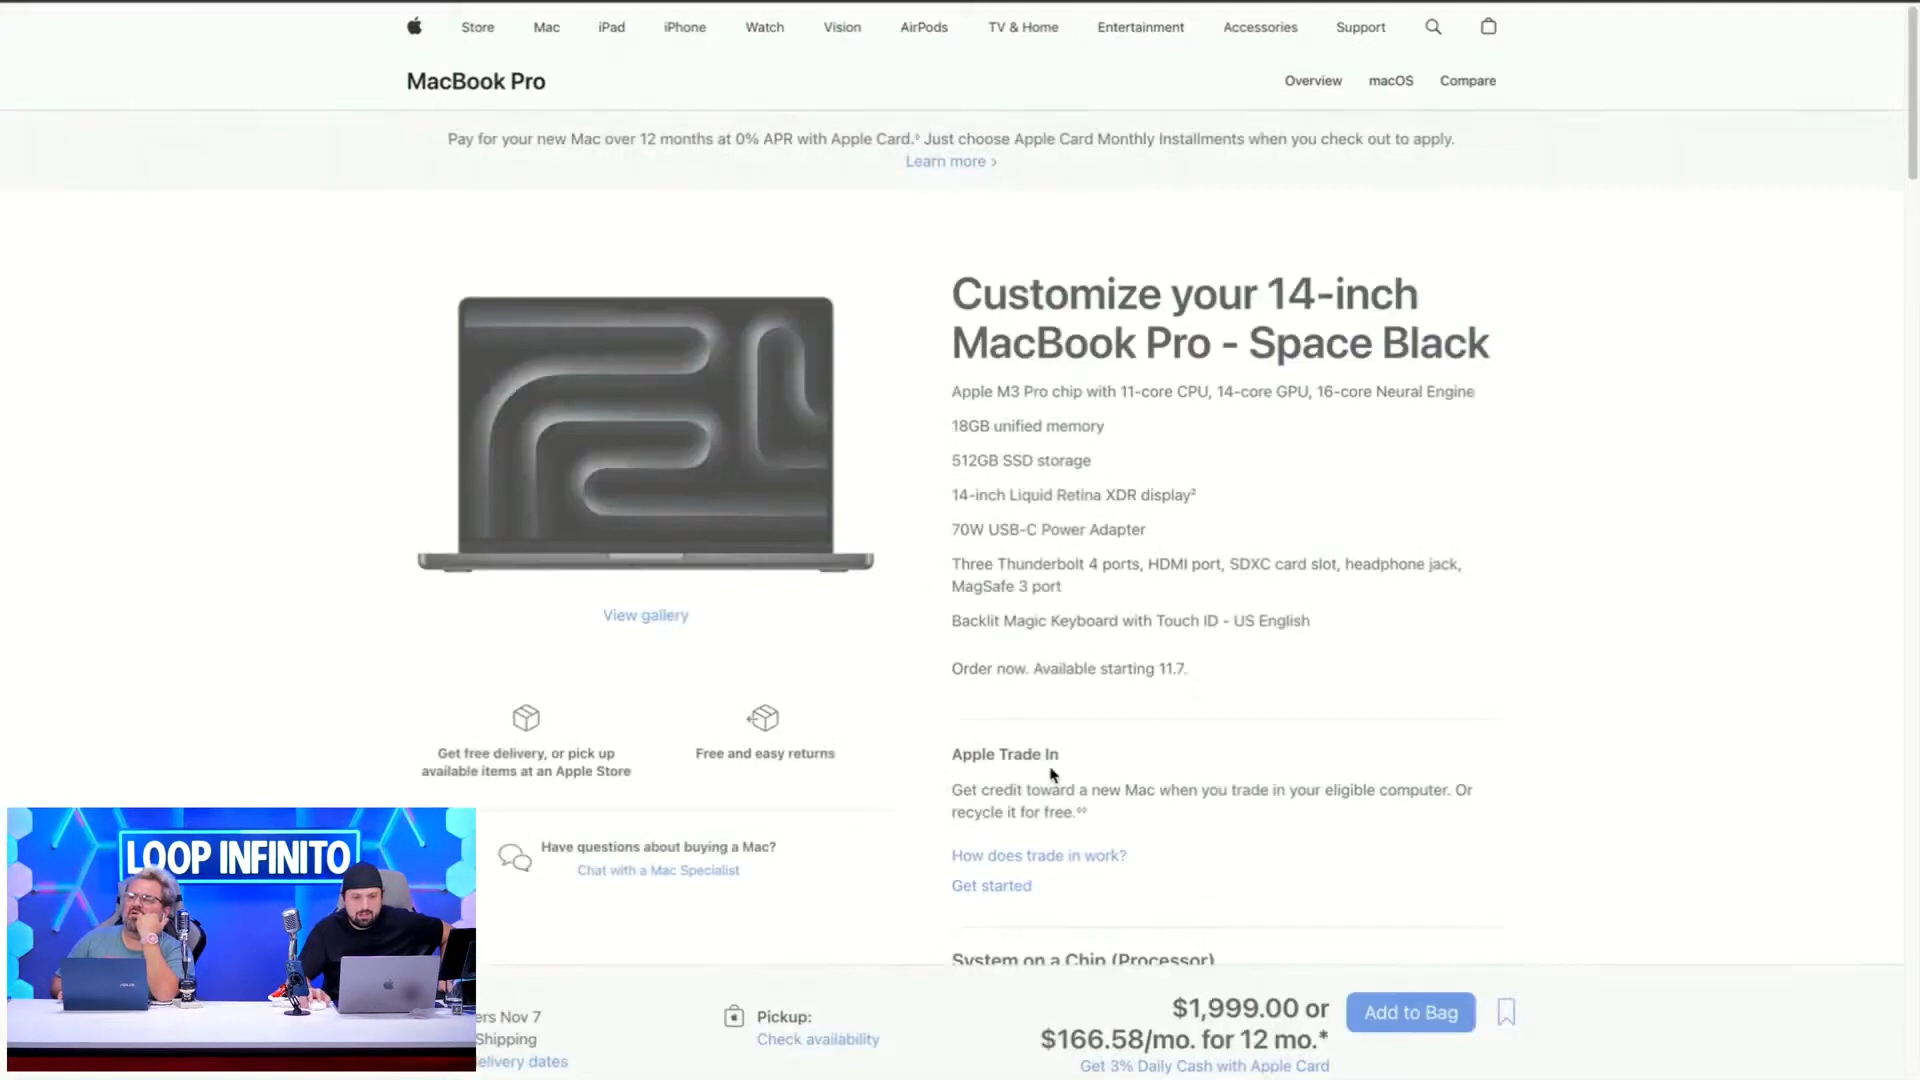 Store Mac iPad iPhone Watch Vision AirPods TV & Home Entertainment Accessories Support
MacBook Pro
Overview macOS Compare
Pay for your new Mac over 12 months at 0% APR with Apple Card.◊ Just choose Apple Card Monthly Installments when you check out to apply.
Learn more >
Customize your 14-inch
MacBook Pro - Space Black
Apple M3 Pro chip with 11-core CPU, 14-core GPU, 16-core Neural Engine
18GB unified memory
512GB SSD storage
14-inch Liquid Retina XDR display²
70W USB-C Power Adapter
Three Thunderbolt 4 ports, HDMI port, SDXC card slot, headphone jack,
MagSafe 3 port
Backlit Magic Keyboard with Touch ID - US English
Order now. Available starting 11.7.
View gallery
Get free delivery, or pick up
available items at an Apple Store
Free and easy returns
Apple Trade In
Get credit toward a new Mac when you trade in your eligible computer. Or
recycle it for free.◊◊
How does trade in work?
Get started
Have questions about buying a Mac?
Chat with a Mac Specialist
System on a Chip (Processor)
LOOP INFINITO
ASUS
ers Nov 7
Shipping
elivery dates
Pickup:
Check availability
$1,999.00 or
$166.58/mo. for 12 mo.*
Get 3% Daily Cash with Apple Card
Add to Bag